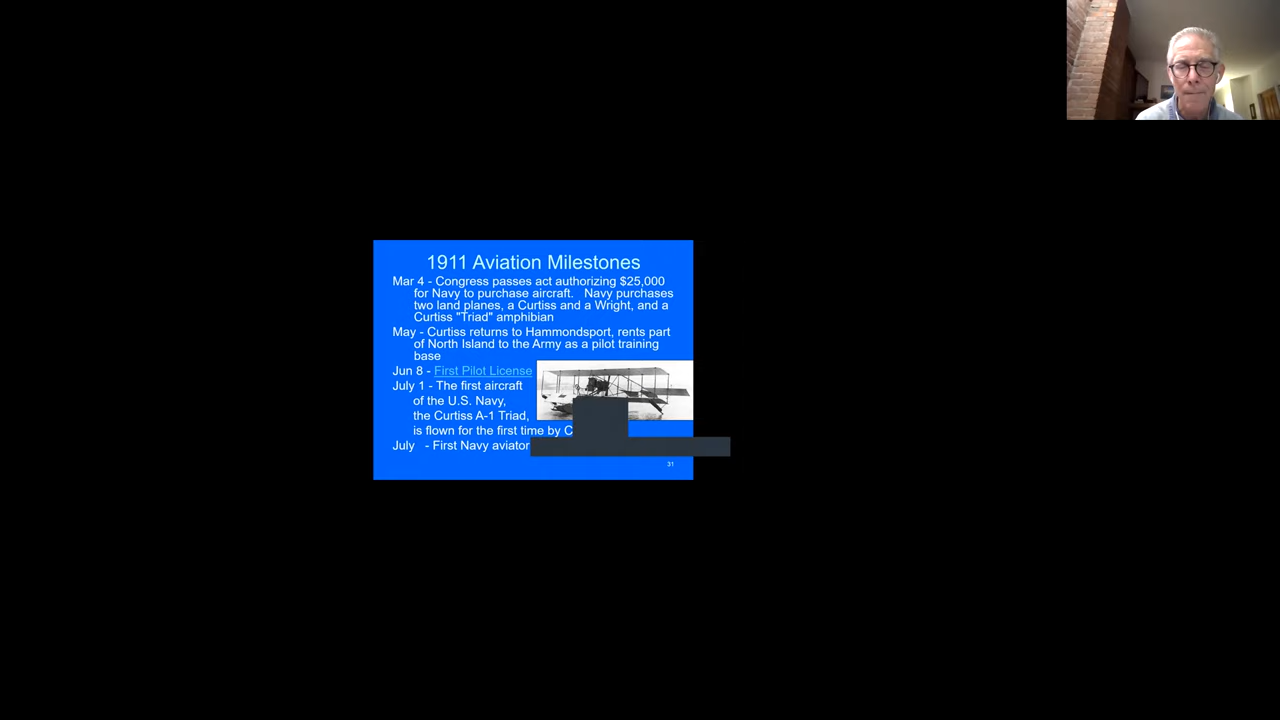 1911 Aviation Milestones
Mar 4 - Congress passes act authorizing $25,000
for Navy to purchase aircraft. Navy purchases
two land planes, a Curtiss and a Wright, and a
Curtiss "Triad" amphibian
May - Curtiss returns to Hammondsport, rents part
of North Island to the Army as a pilot training
base
Jun 8 - First Pilot License
July 1 - The first aircraft
of the U.S. Navy,
the Curtiss A-1 Triad,
is flown for the first time by C
July - First Navy aviator
31